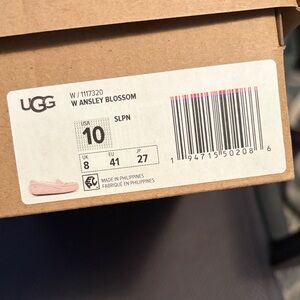 UGG
W / 1117320
W ANSLEY BLOSSOM
SLPN
USA
10
UK EU JP
8 41 27
MADE IN PHILIPPINES
FABRIQUÉ EN PHILIPPINES
1 94715 50208 6